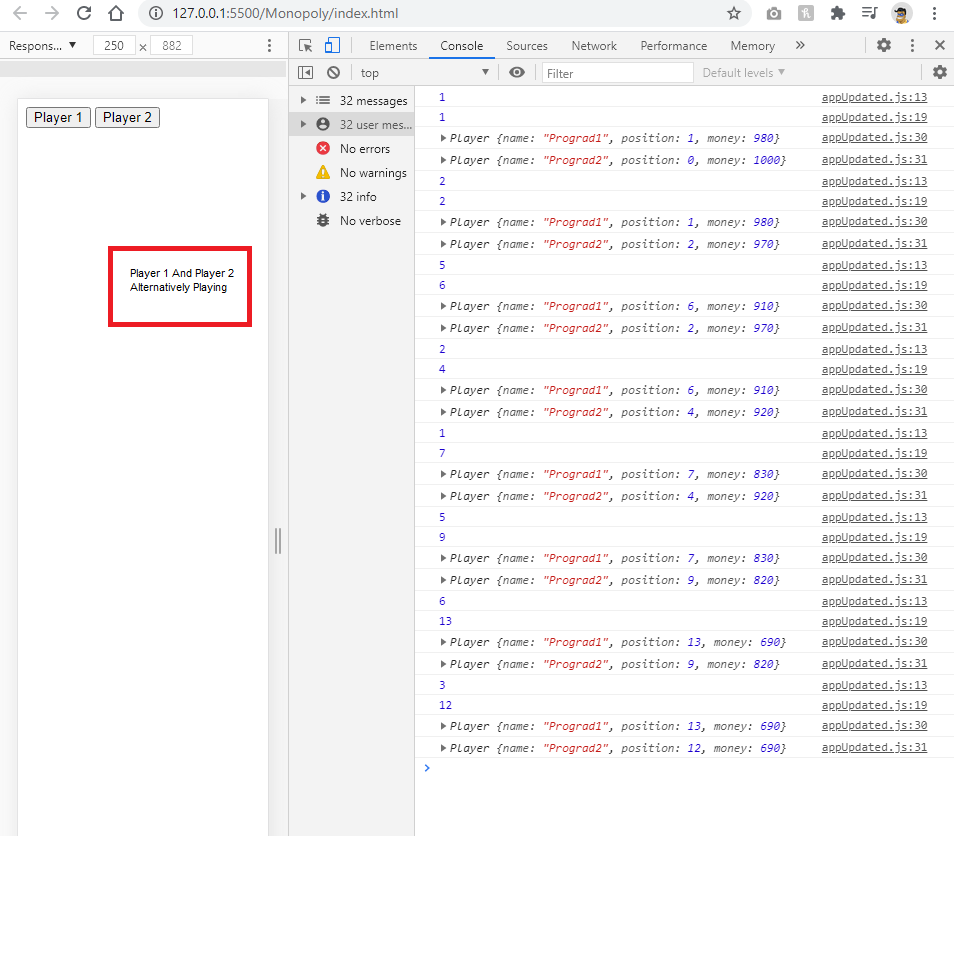 127.0.0.1:5500/Monopoly/index.html
Respons... ▼ 250 x 882
Elements Console Sources Network Performance Memory »
top ▼ Filter Default levels ▼
Player 1 Player 2
Player 1 And Player 2
Alternatively Playing
32 messages
32 user mes...
No errors
No warnings
32 info
No verbose
1 appUpdated.js:13
1 appUpdated.js:19
Player {name: "Prograd1", position: 1, money: 980} appUpdated.js:30
Player {name: "Prograd2", position: 0, money: 1000} appUpdated.js:31
2 appUpdated.js:13
2 appUpdated.js:19
Player {name: "Prograd1", position: 1, money: 980} appUpdated.js:30
Player {name: "Prograd2", position: 2, money: 970} appUpdated.js:31
5 appUpdated.js:13
6 appUpdated.js:19
Player {name: "Prograd1", position: 6, money: 910} appUpdated.js:30
Player {name: "Prograd2", position: 2, money: 970} appUpdated.js:31
2 appUpdated.js:13
4 appUpdated.js:19
Player {name: "Prograd1", position: 6, money: 910} appUpdated.js:30
Player {name: "Prograd2", position: 4, money: 920} appUpdated.js:31
1 appUpdated.js:13
7 appUpdated.js:19
Player {name: "Prograd1", position: 7, money: 830} appUpdated.js:30
Player {name: "Prograd2", position: 4, money: 920} appUpdated.js:31
5 appUpdated.js:13
9 appUpdated.js:19
Player {name: "Prograd1", position: 7, money: 830} appUpdated.js:30
Player {name: "Prograd2", position: 9, money: 820} appUpdated.js:31
6 appUpdated.js:13
13 appUpdated.js:19
Player {name: "Prograd1", position: 13, money: 690} appUpdated.js:30
Player {name: "Prograd2", position: 9, money: 820} appUpdated.js:31
3 appUpdated.js:13
12 appUpdated.js:19
Player {name: "Prograd1", position: 13, money: 690} appUpdated.js:30
Player {name: "Prograd2", position: 12, money: 690} appUpdated.js:31